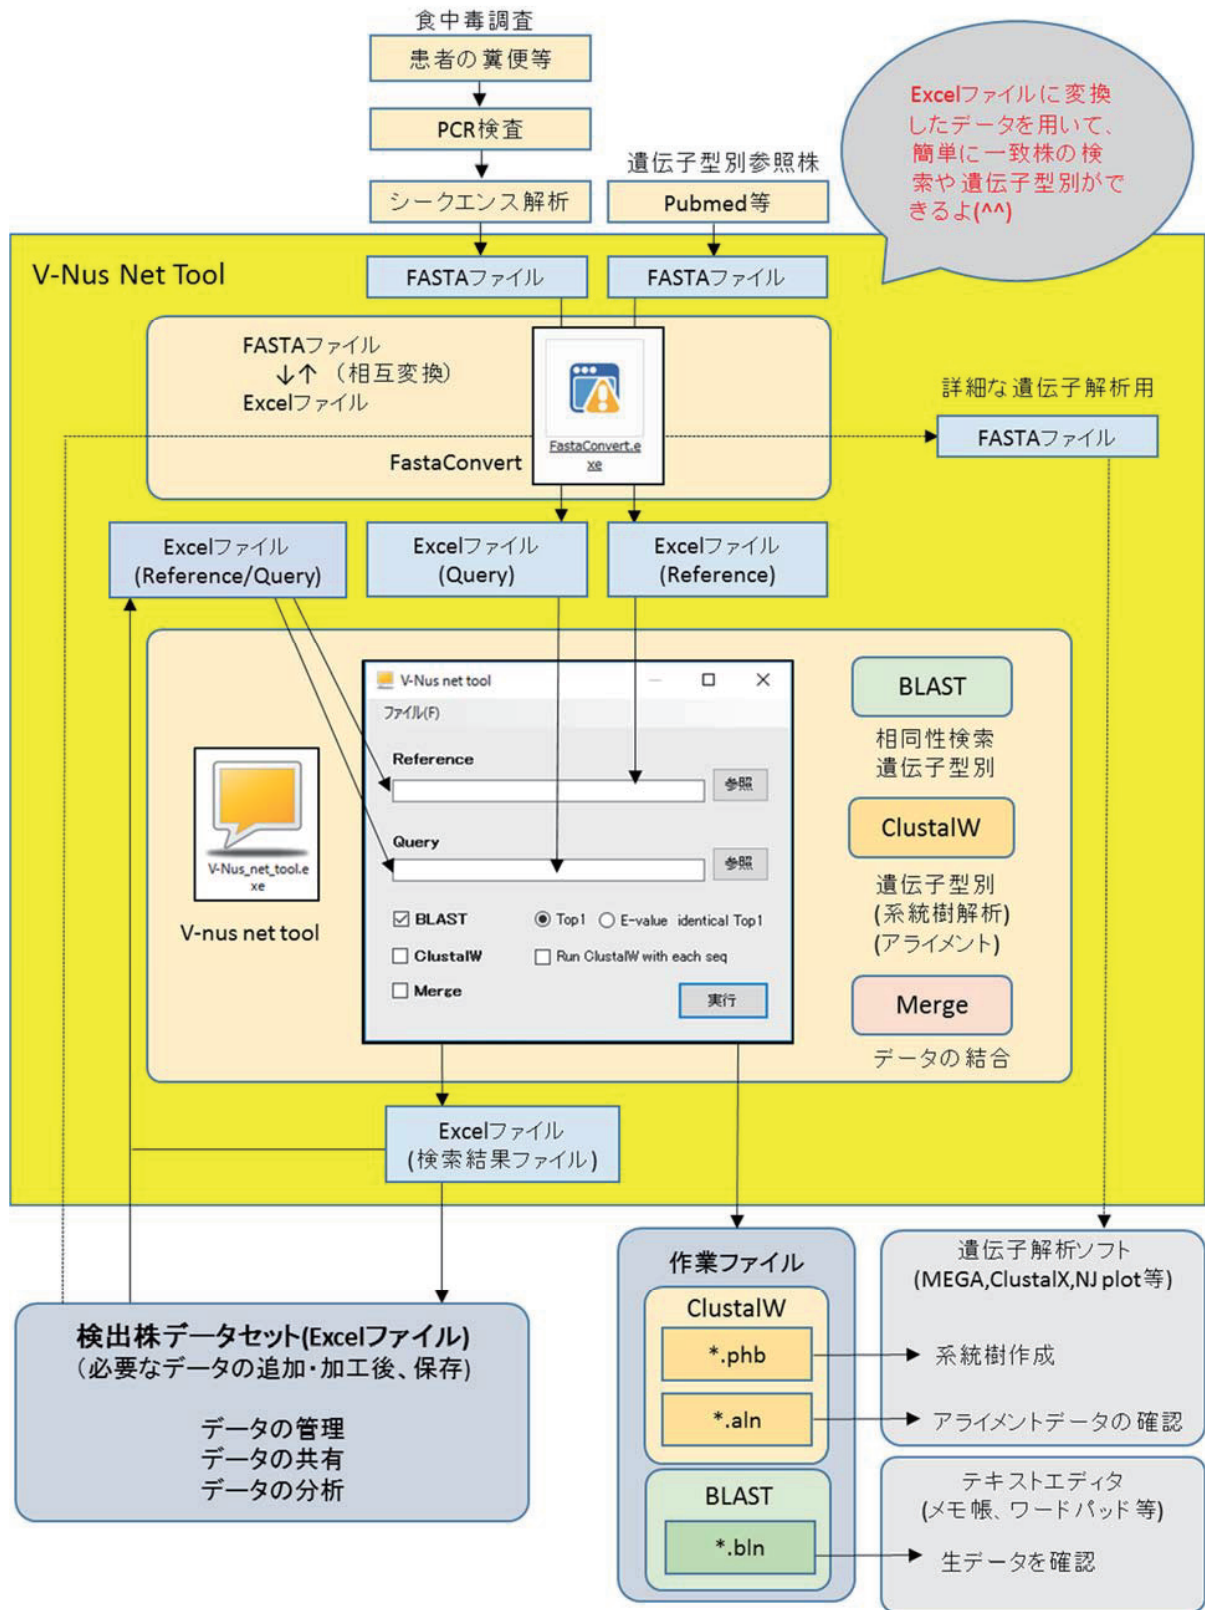 食中毒調査
患者の糞便等
PCR検査
シークエンス解析
遺伝子型別参照株
Pubmed等
Excelファイルに変換
したデータを用いて、
簡単に一致株の検
索や遺伝子型別がで
きるよ(^^)
V-Nus Net Tool
FASTAファイル
FASTAファイル
FASTAファイル
↓↑ (相互変換)
Excelファイル
FastaConvert
FastaConvert.e
xe
詳細な遺伝子解析用
FASTAファイル
Excelファイル
(Reference/Query)
Excelファイル
(Query)
Excelファイル
(Reference)
V-Nus_net_tool.e
xe
V-nus net tool
V-Nus net tool
ファイル(F)
Reference
参照
Query
参照
BLAST
Top1
E-value identical Top1
ClustalW
Run ClustalW with each seq
Merge
実行
BLAST
相同性検索
遺伝子型別
ClustalW
遺伝子型別
(系統樹解析)
(アライメント)
Merge
データの結合
Excelファイル
(検索結果ファイル)
検出株データセット(Excelファイル)
(必要なデータの追加・加工後、保存)
データの管理
データの共有
データの分析
作業ファイル
ClustalW
*.phb
*.aln
BLAST
*.bln
遺伝子解析ソフト
(MEGA,ClustalX,NJ plot等)
系統樹作成
アライメントデータの確認
テキストエディタ
(メモ帳、ワードパッド等)
生データを確認